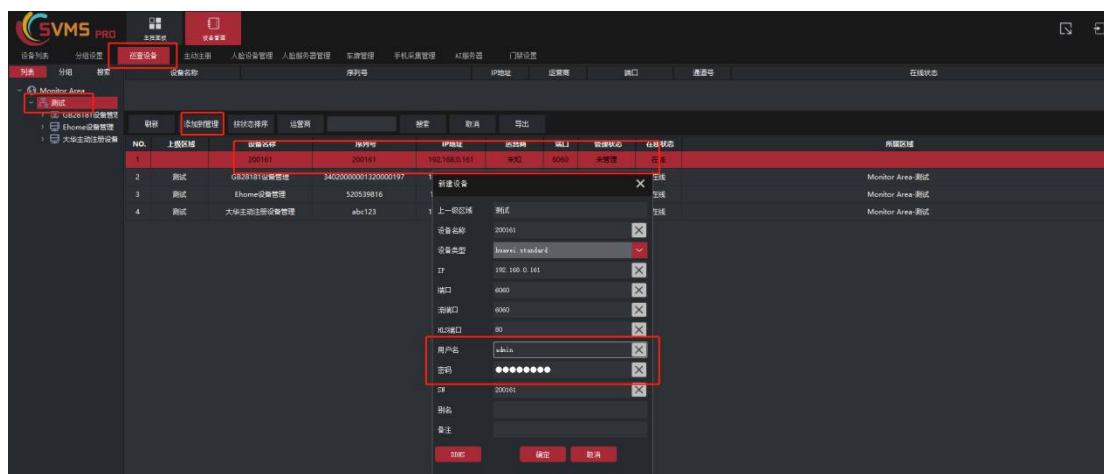 SVMS PRO
主控面板 设备管理
设备列表 分组设置 巡查设备 主动注册 人脸设备管理 人脸服务器管理 车牌管理 手机采集管理 AI服务器 门禁设置
列表 分组 搜索 设备名称 序列号 IP地址 运营商 端口 通道号 在线状态
Monitor Area
测试
GB28181设备管理
Ehome设备管理
大华主动注册设备
刷新 添加到管理 按状态排序 运营商 搜索 取消 导出
NO. 上级区域 设备名称 序列号 IP地址 运营商 端口 管理状态 在线状态 所属区域
1 200161 200161 192.168.0.161 未知 6060 未管理 在线
2 测试 GB28181设备管理 34020000001320000197 1 在线 Monitor Area-测试
3 测试 Ehome设备管理 520539816 1 在线 Monitor Area-测试
4 测试 大华主动注册设备管理 abc123 1 在线 Monitor Area-测试
新建设备
上一级区域 测试
设备名称 200161
设备类型 huawei.standard
IP 192.168.0.161
端口 6060
流端口 6060
HLS端口 80
用户名 admin
密码 ●●●●●●●●
SN 200161
别名
备注
DDNS 确定 取消